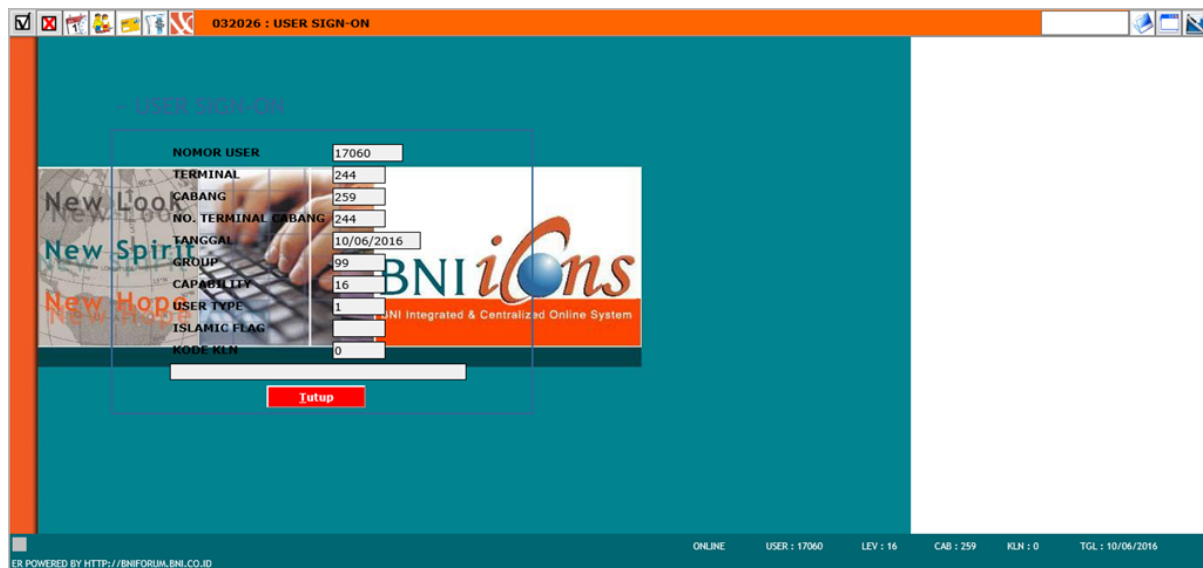 032026 : USER SIGN-ON
- USER SIGN-ON
NOMOR USER 17060
TERMINAL 244
CABANG 259
NO. TERMINAL CABANG 244
TANGGAL 10/06/2016
GROUP 99
CAPABILITY 16
USER TYPE 1
ISLAMIC FLAG
KODE KLN 0
Tutup
New Look
New Spirit
New Hope
BNI iCons
BNI Integrated & Centralized Online System
ONLINE USER : 17060 LEV : 16 CAB : 259 KLN : 0 TGL : 10/06/2016
ER POWERED BY HTTP://BNIFORUM.BNI.CO.ID